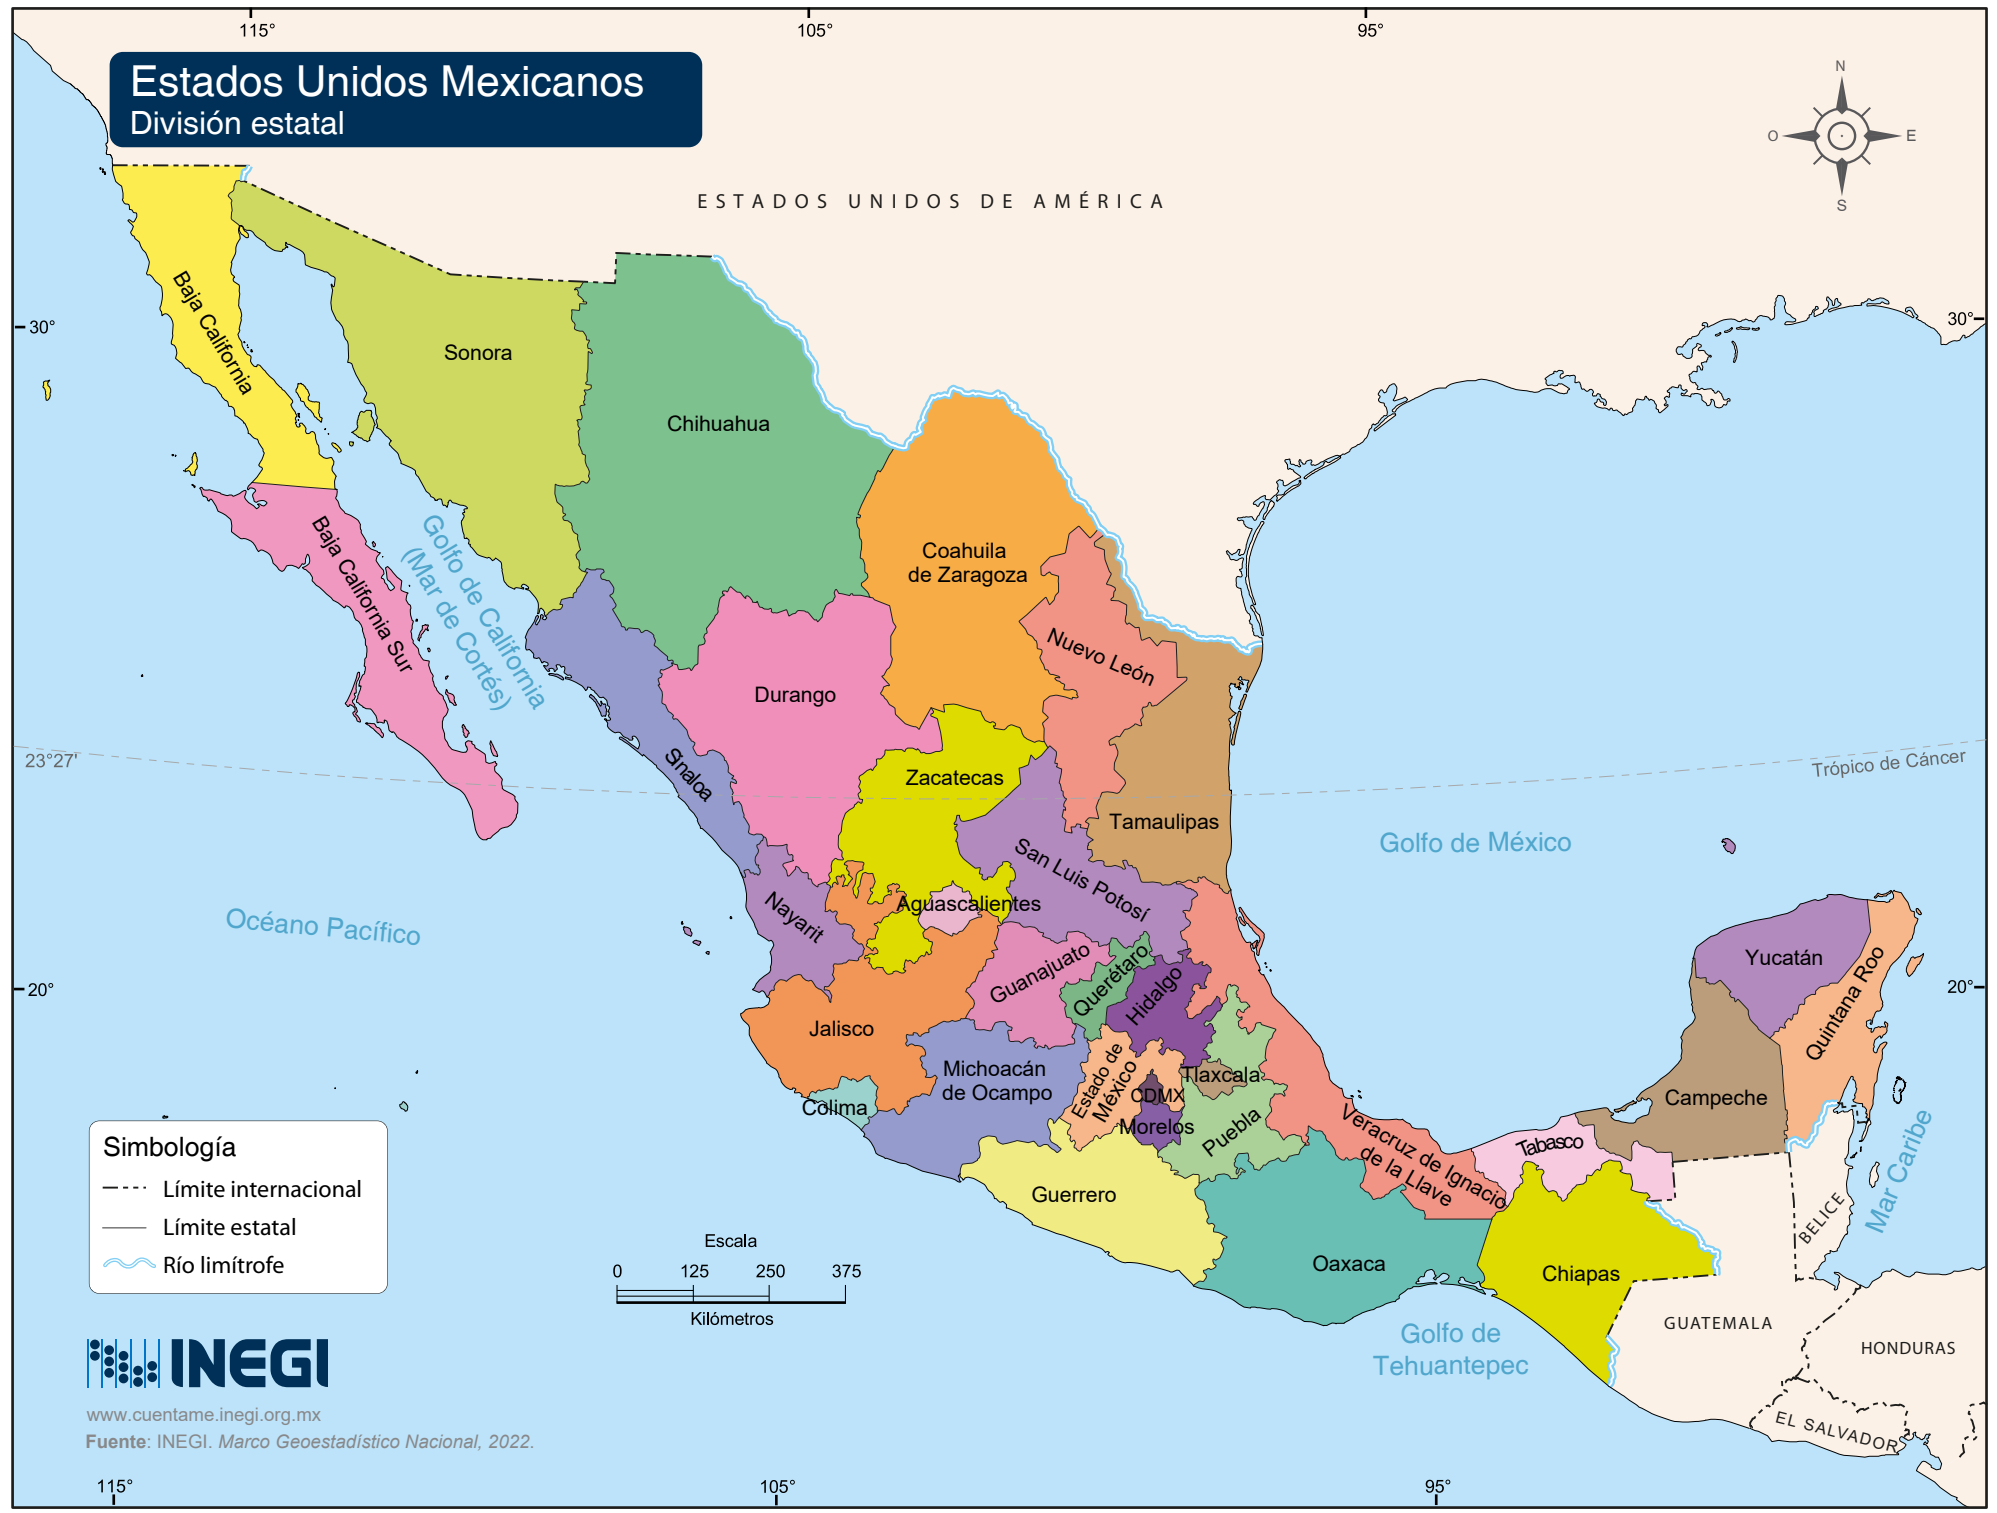 115°
105°
95°
Estados Unidos Mexicanos
División estatal
N
O
E
S
ESTADOS UNIDOS DE AMÉRICA
30°
30°
Baja California
Sonora
Chihuahua
Coahuila
de Zaragoza
Baja California Sur
Golfo de California
(Mar de Cortés)
Nuevo León
Durango
Sinaloa
23°27'
Trópico de Cáncer
Zacatecas
Tamaulipas
Golfo de México
San Luis Potosí
Nayarit
Aguascalientes
Océano Pacífico
Guanajuato
Querétaro
Hidalgo
Yucatán
Quintana Roo
20°
20°
Jalisco
Michoacán
de Ocampo
Estado de
México
Tlaxcala
CDMX
Morelos
Puebla
Colima
Veracruz de Ignacio
de la Llave
Tabasco
Campeche
Mar Caribe
Guerrero
Oaxaca
Chiapas
BELICE
GUATEMALA
HONDURAS
EL SALVADOR
Golfo de
Tehuantepec
Simbología
Límite internacional
Límite estatal
Río limítrofe
Escala
0 125 250 375
Kilómetros
INEGI
www.cuentame.inegi.org.mx
Fuente: INEGI. Marco Geoestadístico Nacional, 2022.
115°
105°
95°